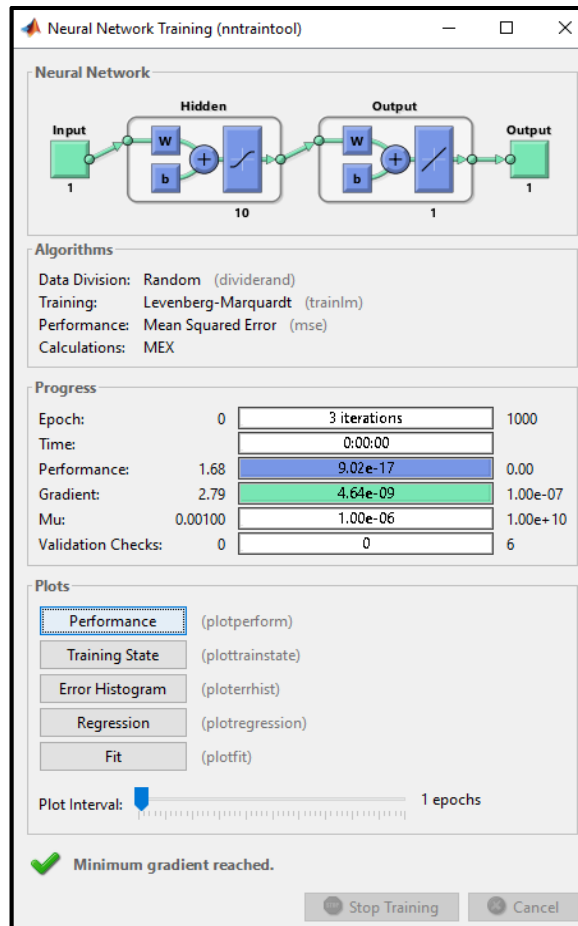 Neural Network Training (nntraintool)
Neural Network
Hidden Output
Input Output
W W
b b
1 10 1 1
Algorithms
Data Division: Random (dividerand)
Training: Levenberg-Marquardt (trainlm)
Performance: Mean Squared Error (mse)
Calculations: MEX
Progress
Epoch: 0 3 iterations 1000
Time: 0:00:00
Performance: 1.68 9.02e-17 0.00
Gradient: 2.79 4.64e-09 1.00e-07
Mu: 0.00100 1.00e-06 1.00e+10
Validation Checks: 0 0 6
Plots
Performance (plotperform)
Training State (plottrainstate)
Error Histogram (ploterrhist)
Regression (plotregression)
Fit (plotfit)
Plot Interval: 1 epochs
Minimum gradient reached.
Stop Training Cancel